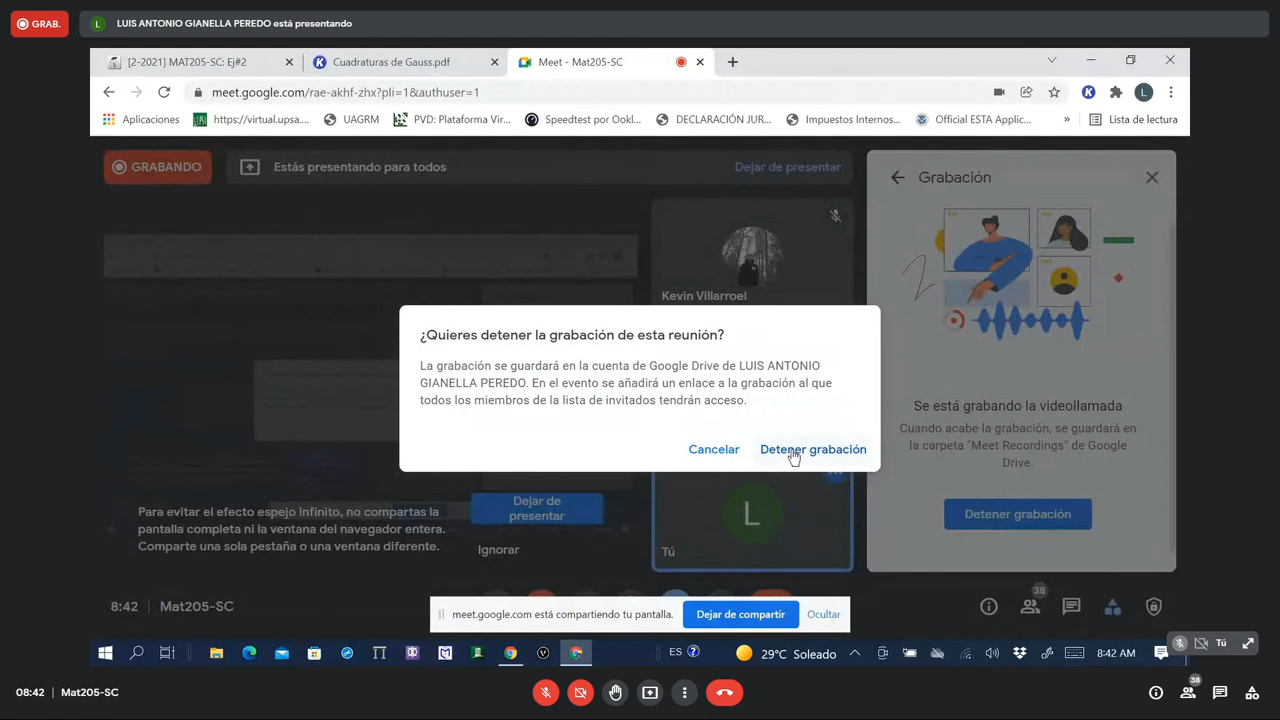 GRAB.
L
LUIS ANTONIO GIANELLA PEREDO está presentando
[2-2021] MAT205-SC: Ej#2
Cuadraturas de Gauss.pdf
Meet - Mat205-SC
meet.google.com/rae-akhf-zhx?pli=1&authuser=1
L
Aplicaciones
https://virtual.upsa....
UAGRM
PVD: Plataforma Vir...
Speedtest por Ookl...
DECLARACIÓN JUR...
Impuestos Internos...
Official ESTA Applic...
»
Lista de lectura
GRABANDO
Estás presentando para todos
Dejar de presentar
Grabación
Kevin Villarroel
¿Quieres detener la grabación de esta reunión?
La grabación se guardará en la cuenta de Google Drive de LUIS ANTONIO
GIANELLA PEREDO. En el evento se añadirá un enlace a la grabación al que
todos los miembros de la lista de invitados tendrán acceso.
Cancelar
Detener grabación
Se está grabando la videollamada
Cuando acabe la grabación, se guardará en
la carpeta "Meet Recordings" de Google
Drive.
Detener grabación
Para evitar el efecto espejo infinito, no compartas la
pantalla completa ni la ventana del navegador entera.
Comparte una sola pestaña o una ventana diferente.
Dejar de
presentar
Ignorar
L
Tú
8:42
Mat205-SC
meet.google.com está compartiendo tu pantalla.
Dejar de compartir
Ocultar
38
ES
29°C Soleado
8:42 AM
Tú
08:42
Mat205-SC
38